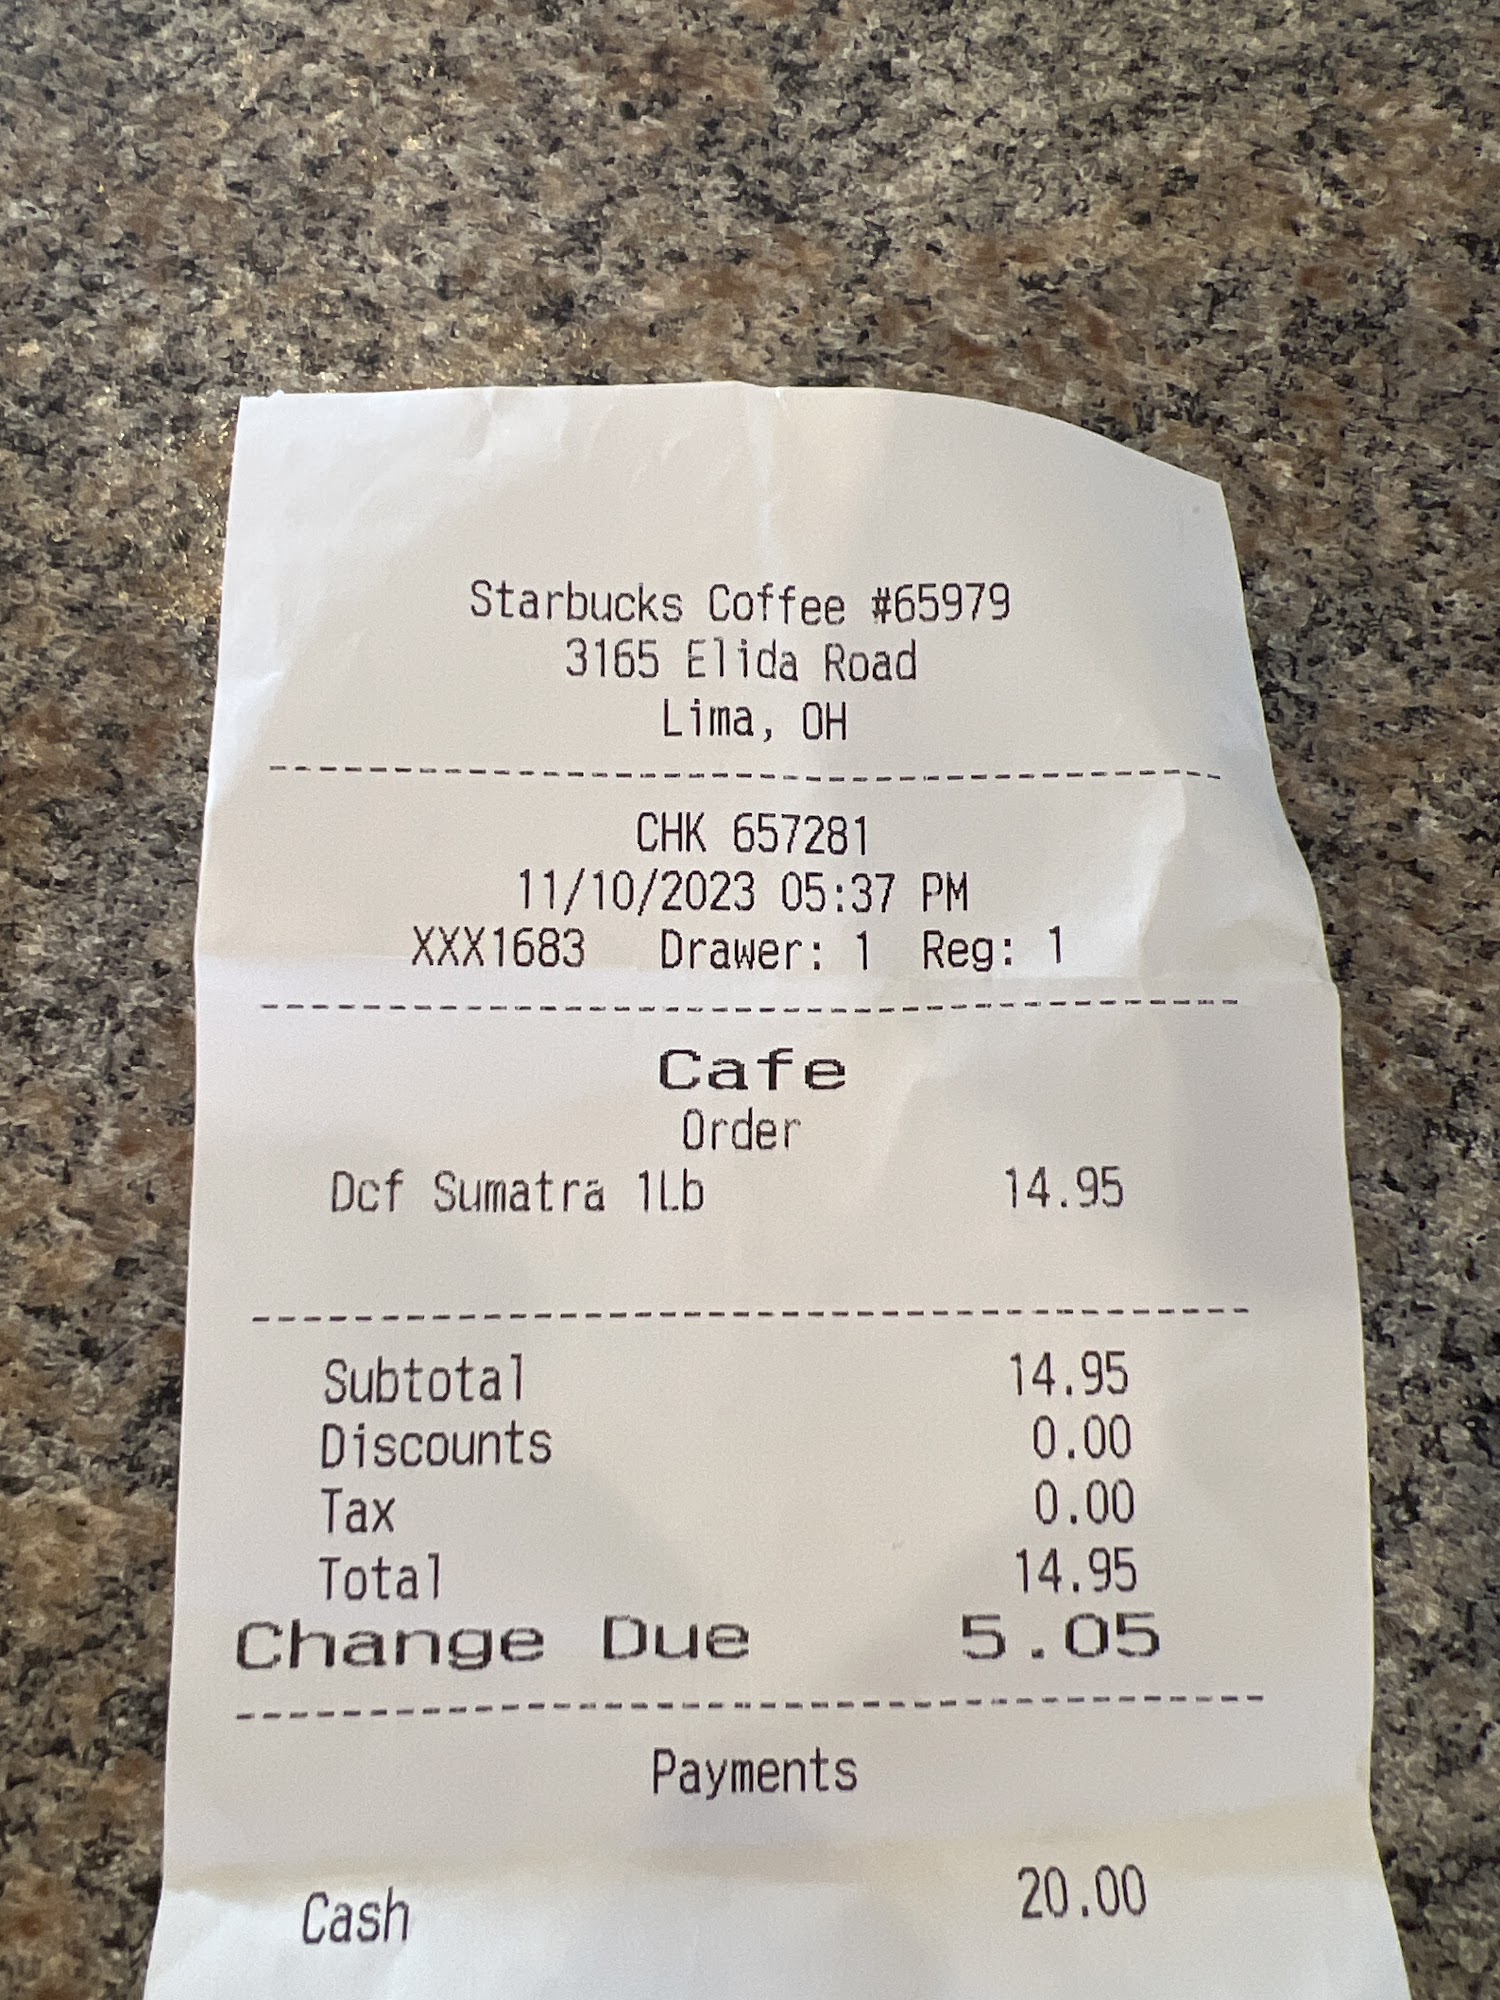 Starbucks Coffee #65979
3165 Elida Road
Lima, OH
--------------------------------------
CHK 657281
11/10/2023 05:37 PM
XXX1683 Drawer: 1 Reg: 1
--------------------------------------
Cafe
Order
Dcf Sumatra 1Lb 14.95
--------------------------------------
Subtotal 14.95
Discounts 0.00
Tax 0.00
Total 14.95
Change Due 5.05
--------------------------------------
Payments
Cash 20.00